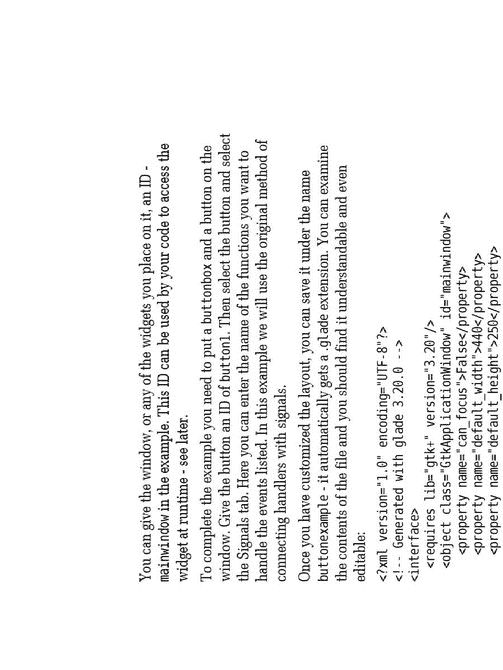 You can give the window, or any of the widgets you place on it, an ID -
mainwindow in the example. This ID can be used by your code to access the
widget at runtime - see later.
To complete the example you need to put a buttonbox and a button on the
window. Give the button an ID of button1. Then select the button and select
the Signals tab. Here you can enter the name of the functions you want to
handle the events listed. In this example we will use the original method of
connecting handlers with signals.
Once you have customized the layout, you can save it under the name
buttonexample - it automatically gets a .glade extension. You can examine
the contents of the file and you should find it understandable and even
editable:
<?xml version="1.0" encoding="UTF-8"?>
<!-- Generated with glade 3.20.0 -->
<interface>
<requires lib="gtk+" version="3.20"/>
<object class="GtkApplicationWindow" id="mainwindow">
<property name="can_focus">False</property>
<property name="default_width">440</property>
<property name="default_height">250</property>